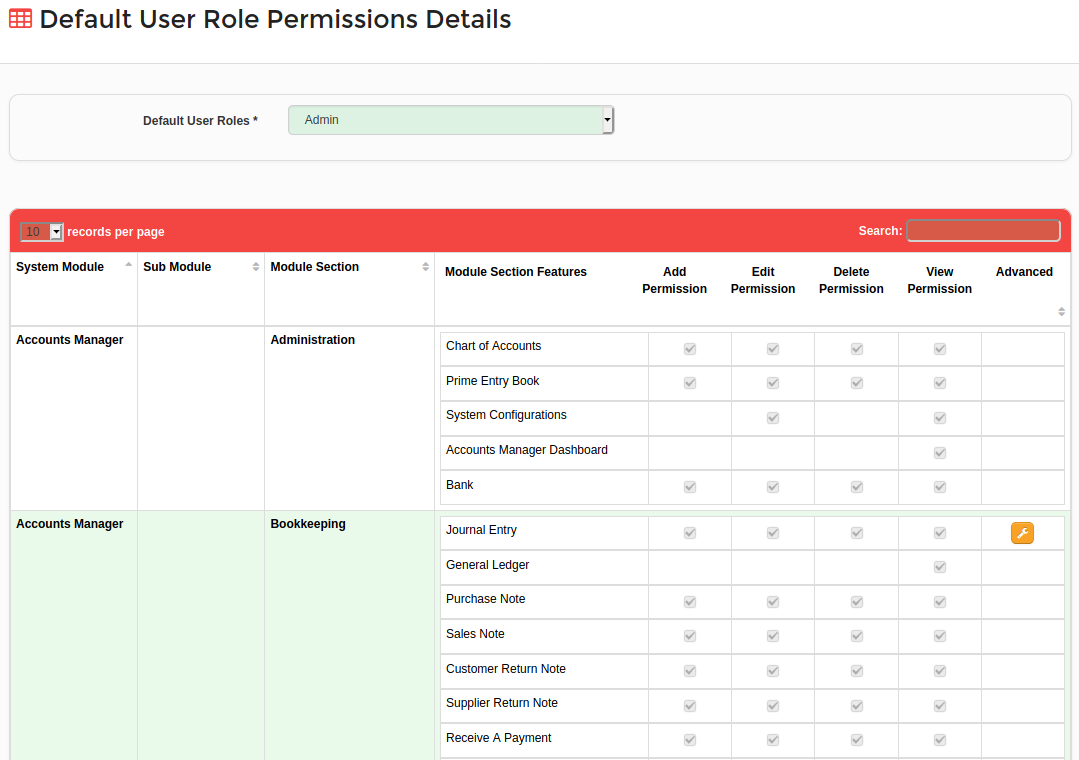 Default User Role Permissions Details
Default User Roles *
Admin
10 records per page
Search:
System Module Sub Module Module Section Module Section Features Add Permission Edit Permission Delete Permission View Permission Advanced
Accounts Manager Administration Chart of Accounts
Prime Entry Book
System Configurations
Accounts Manager Dashboard
Bank
Accounts Manager Bookkeeping Journal Entry
General Ledger
Purchase Note
Sales Note
Customer Return Note
Supplier Return Note
Receive A Payment